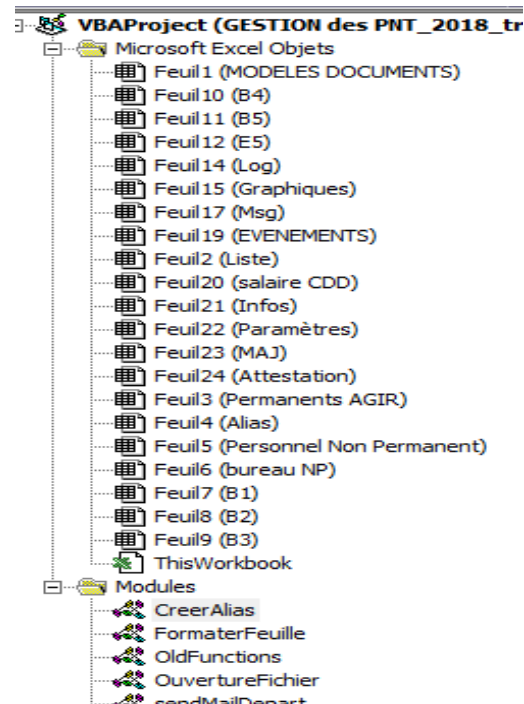 VBAProject (GESTION des PNT_2018_tr
Microsoft Excel Objets
Feuil1 (MODELES DOCUMENTS)
Feuil10 (B4)
Feuil11 (B5)
Feuil12 (E5)
Feuil14 (Log)
Feuil15 (Graphiques)
Feuil17 (Msg)
Feuil19 (EVENEMENTS)
Feuil2 (Liste)
Feuil20 (salaire CDD)
Feuil21 (Infos)
Feuil22 (Paramètres)
Feuil23 (MAJ)
Feuil24 (Attestation)
Feuil3 (Permanents AGIR)
Feuil4 (Alias)
Feuil5 (Personnel Non Permanent)
Feuil6 (bureau NP)
Feuil7 (B1)
Feuil8 (B2)
Feuil9 (B3)
ThisWorkbook
Modules
CreerAlias
FormaterFeuille
OldFunctions
OuvertureFichier
sendMailDepart